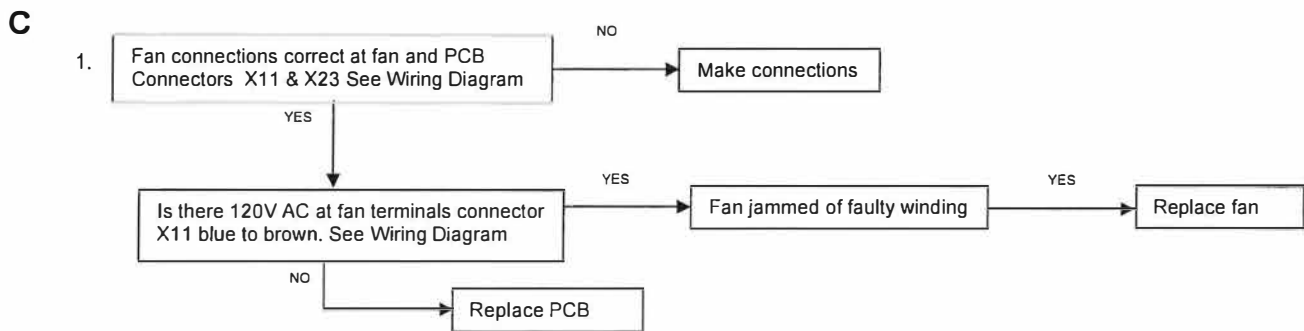 C
1.
Fan connections correct at fan and PCB
Connectors X11 & X23 See Wiring Diagram
NO
Make connections
YES
Is there 120V AC at fan terminals connector
X11 blue to brown. See Wiring Diagram
YES
Fan jammed of faulty winding
YES
Replace fan
NO
Replace PCB